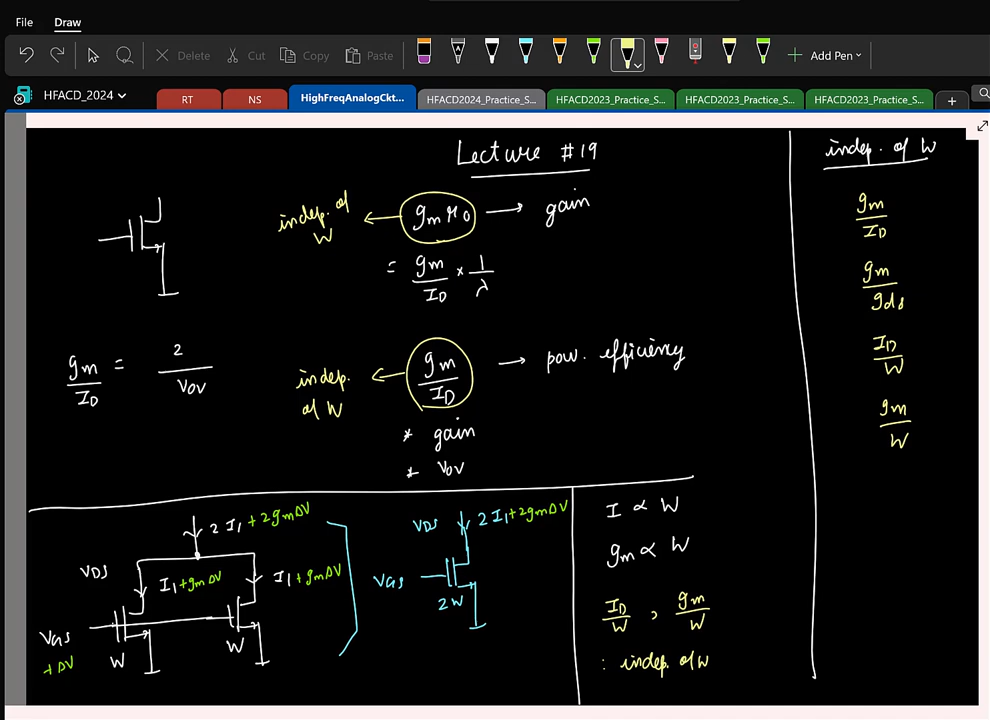 File Draw
Delete Cut Copy Paste Add Pen
HFACD_2024 RT NS HighFreqAnalogCkt... HFACD2024_Practice_S... HFACD2023_Practice_S... HFACD2023_Practice_S... HFACD2023_Practice_S... +
Lecture #19
indep. of W ← gm r0 → gain
= gm/ID * 1/λ
gm/ID = 2/VOV
indep. of W ← gm/ID → pow. efficiency
* gain
* VOV
indep. of W
gm/ID
gm/gds
ID/W
gm/W
2 I1 + 2gmΔV
VDS
I1 + gmΔV
I1 + gmΔV
VGS
+ ΔV
W
W
VDS
2 I1 + 2gmΔV
VGS
2W
I ∝ W
gm ∝ W
ID/W , gm/W
: indep. of W